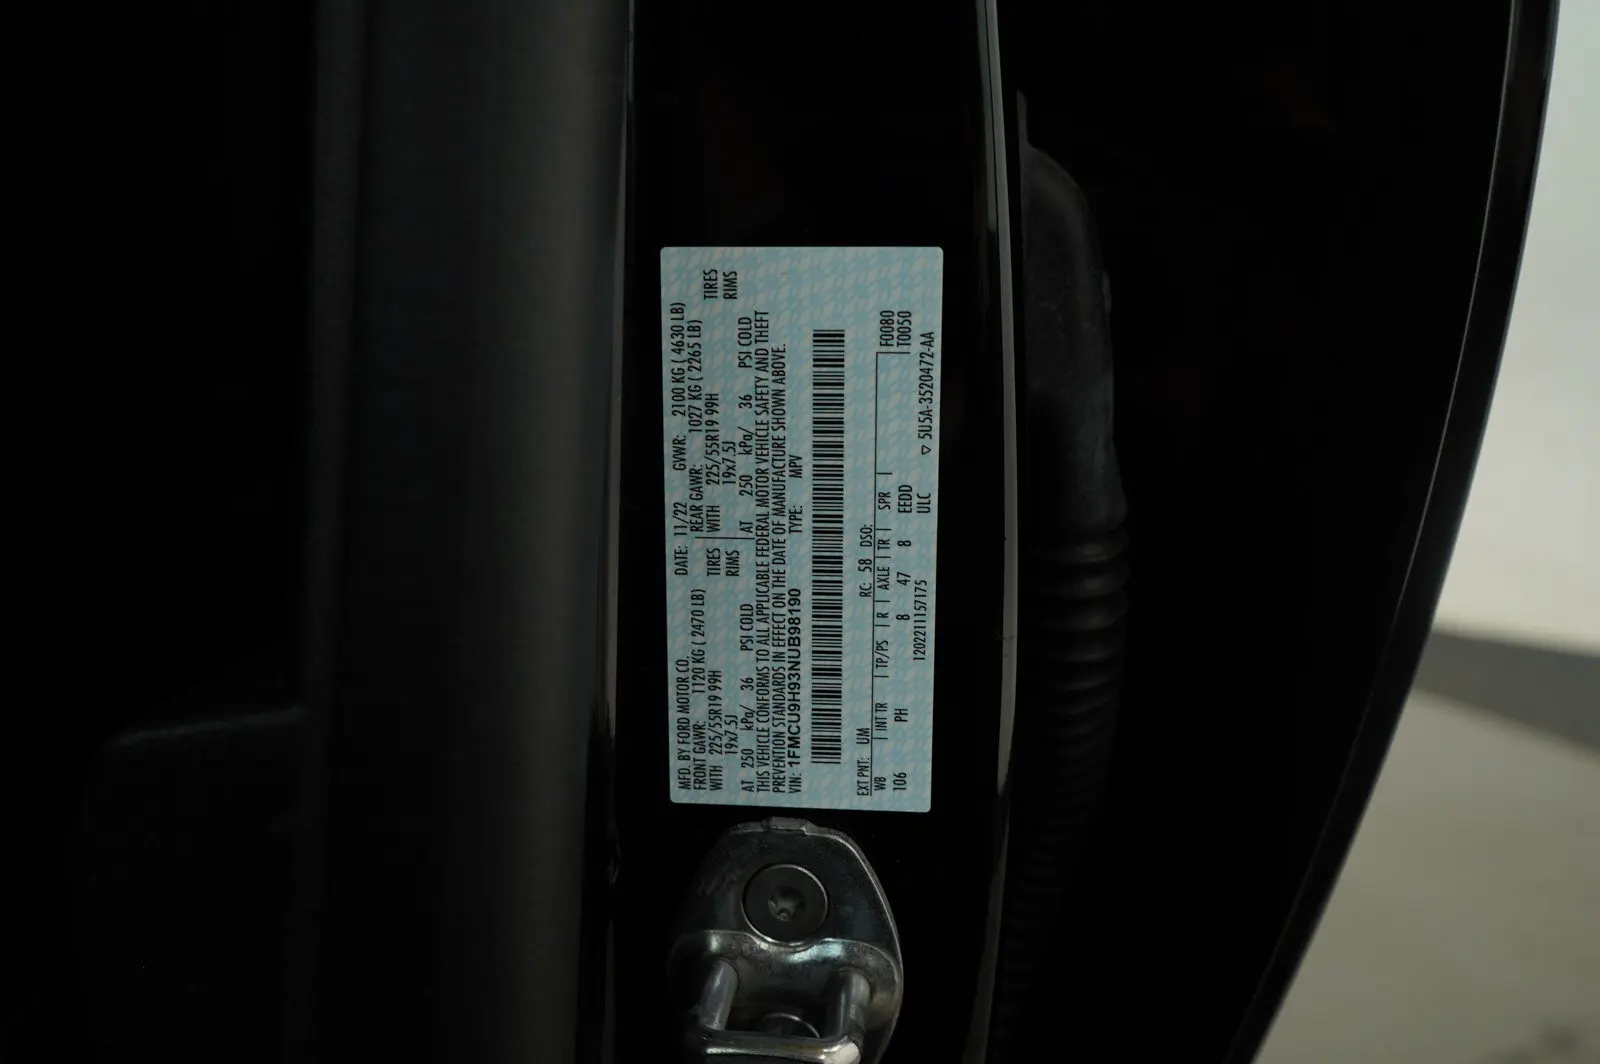 MFD. BY FORD MOTOR CO.
DATE: 11/22 GVWR: 2100 KG ( 4630 LB)
FRONT GAWR: 1120 KG ( 2470 LB)
REAR GAWR: 1027 KG ( 2265 LB)
WITH 225/55R19 99H TIRES
WITH 225/55R19 99H TIRES
19x7.5J RIMS
19x7.5J RIMS
AT 250 kPa/ 36 PSI COLD
AT 250 kPa/ 36 PSI COLD
THIS VEHICLE CONFORMS TO ALL APPLICABLE FEDERAL MOTOR VEHICLE SAFETY AND THEFT
PREVENTION STANDARDS IN EFFECT ON THE DATE OF MANUFACTURE SHOWN ABOVE.
VIN: 1FMCU9H93NUB98190 TYPE: MPV
EXT PNT: UM RC: 58 DSO:
WB INT TR TP/PS R AXLE TR SPR F0080
106 PH 8 47 8 EEDD T0050
120221157175 ULC ▽ 5U5A-3520472-AA